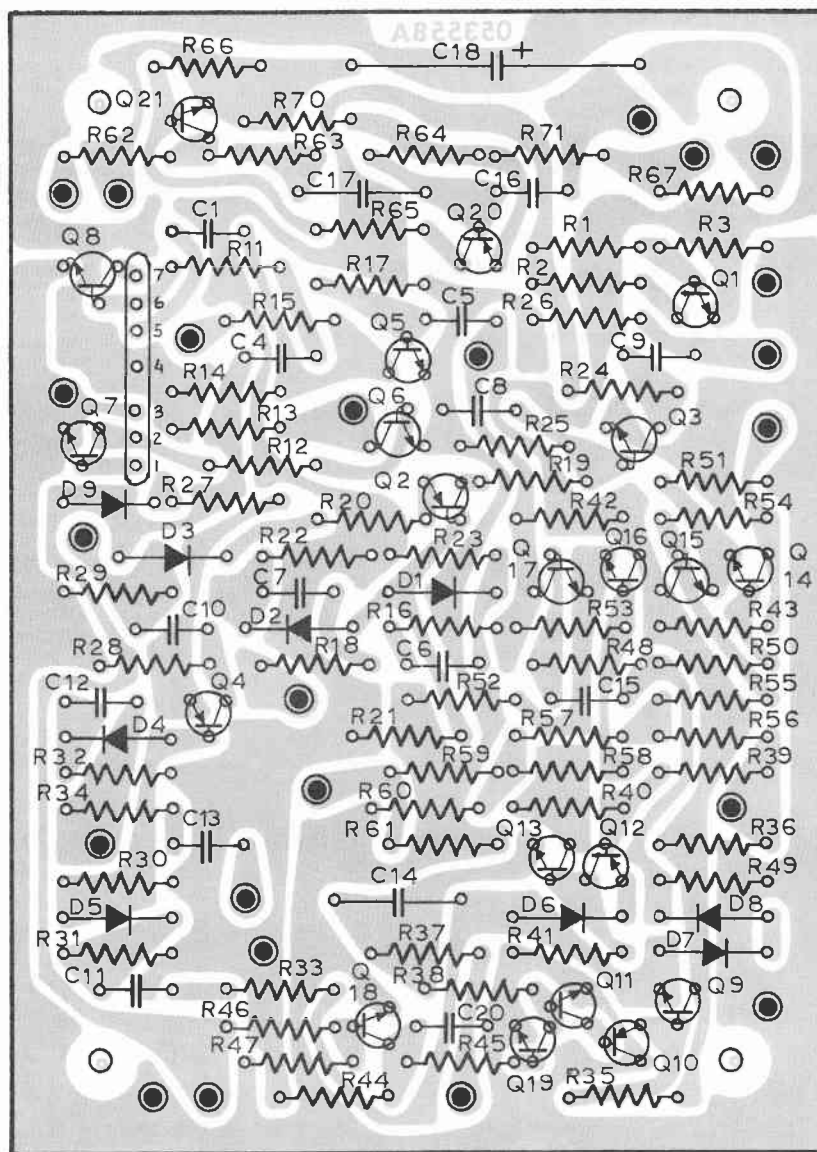 053558A
R66 C18 +
Q21 R70
R62 R63 R64 R71
C17 C16 R67
C1 R65 Q20 R1 R3
Q8 R11
7 R17 R2 Q1
6 R15 C5 R26
5 Q5 C9
4 C4 R24
R14 C8
Q7 3 R13 Q6 R25 Q3
2 R12 R19 R51
1
D9 R27 R20 Q2 R42 R54
D3 R22 R23 Q17 Q16 Q15 Q14
R29 C7 D1
C10 D2 R16 R53 R43
R28 R18 C6 R48 R50
C12 Q4 R52 C15 R55
D4 R21 R57 R56
R32 R59 R58 R39
R34 R60 R40
C13 R61 Q13 Q12 R36
R30 C14 R49
D5 D6 D8
R31 R37 R41 D7
C11 R33 Q18 R38 Q11 Q9
R46 C20
R47 R45 Q19 Q10
R44 R35